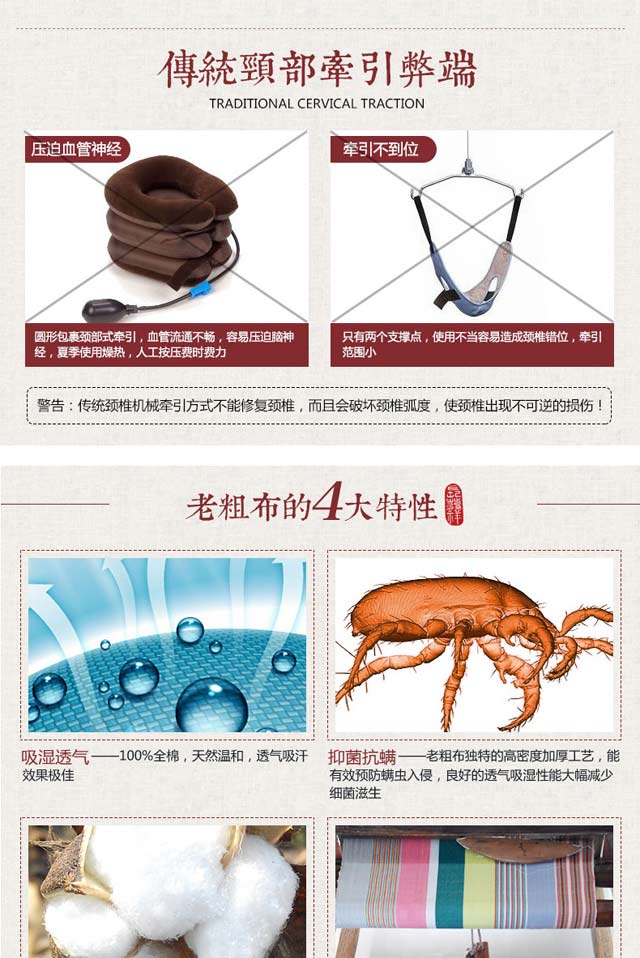 傳統頸部牽引弊端
TRADITIONAL CERVICAL TRACTION
压迫血管神经
牵引不到位
圆形包裹颈部式牵引，血管流通不畅，容易压迫脑神
经，夏季使用燥热，人工按压费时费力
只有两个支撑点，使用不当容易造成颈椎错位，牵引
范围小
警告：传统颈椎机械牵引方式不能修复颈椎，而且会破坏颈椎弧度，使颈椎出现不可逆的损伤！
老粗布的4大特性
吸湿透气——100%全棉，天然温和，透气吸汗
效果极佳
抑菌抗螨——老粗布独特的高密度加厚工艺，能
有效预防螨虫入侵，良好的透气吸湿性能大幅减少
细菌滋生